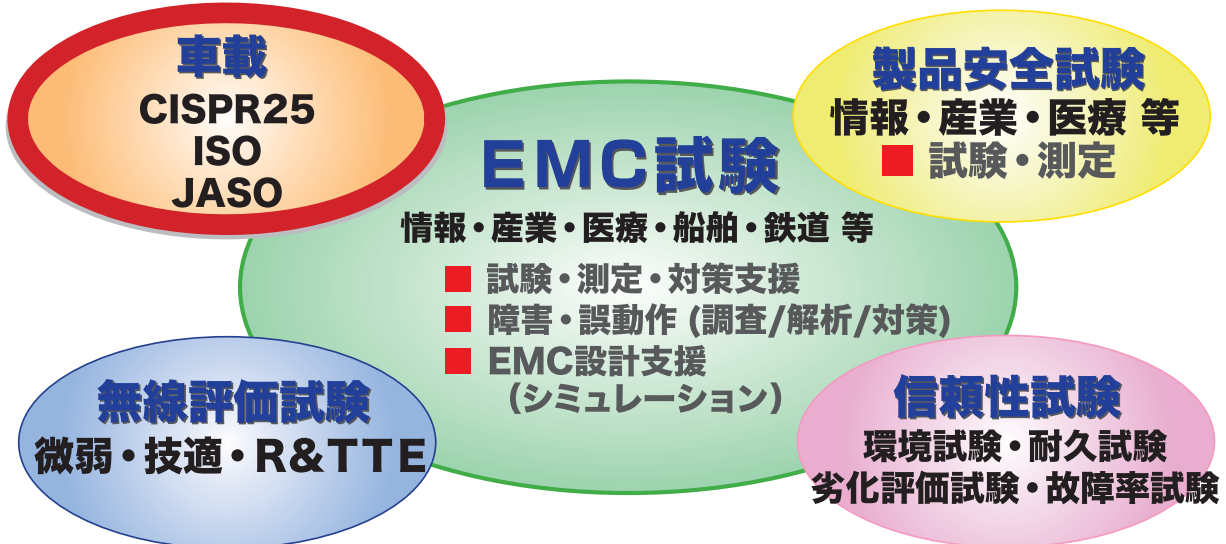 車載
CISPR25
ISO
JASO
製品安全試験
情報・産業・医療 等
■ 試験・測定
EMC試験
情報・産業・医療・船舶・鉄道 等
■ 試験・測定・対策支援
■ 障害・誤動作 (調査/解析/対策)
■ EMC設計支援
（シミュレーション）
無線評価試験
微弱・技適・R&TTE
信頼性試験
環境試験・耐久試験
劣化評価試験・故障率試験